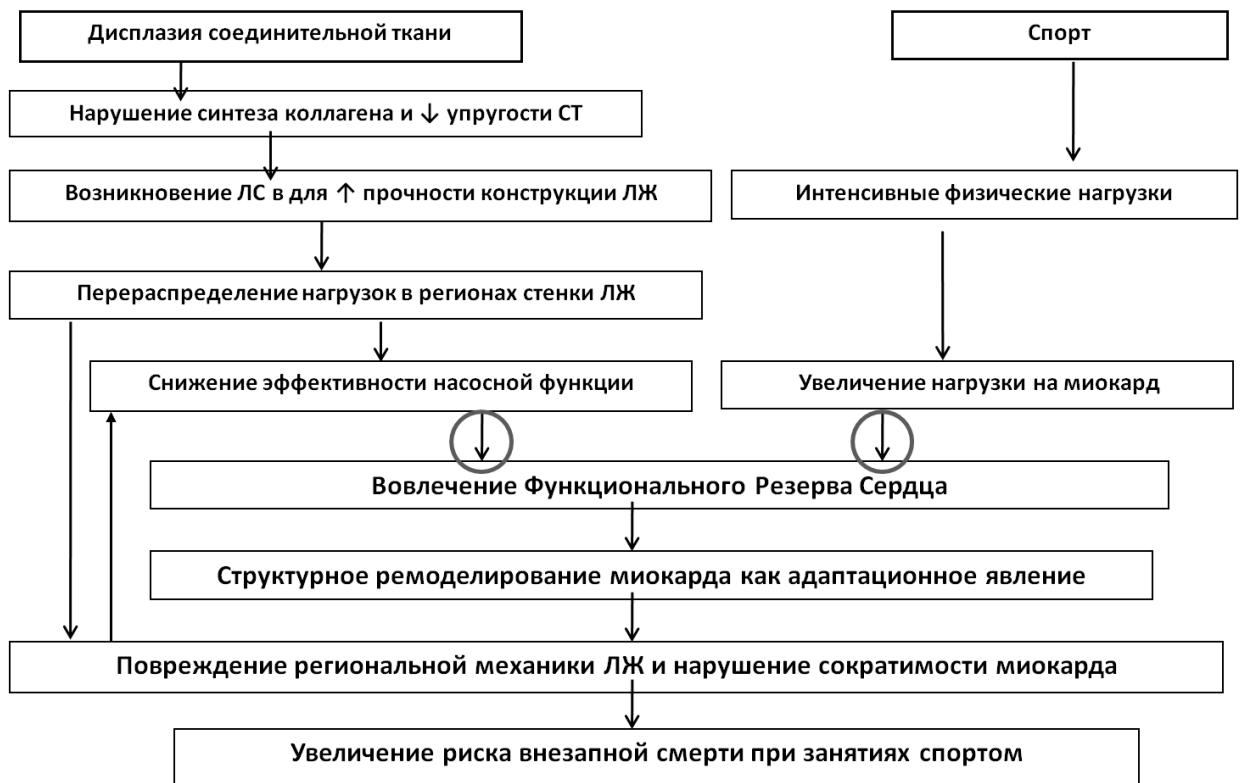 Дисплазия соединительной ткани
Спорт
Нарушение синтеза коллагена и ↓ упругости СТ
Возникновение ЛС в для ↑ прочности конструкции ЛЖ
Интенсивные физические нагрузки
Перераспределение нагрузок в регионах стенки ЛЖ
Снижение эффективности насосной функции
Увеличение нагрузки на миокард
Вовлечение Функционального Резерва Сердца
Структурное ремоделирование миокарда как адаптационное явление
Повреждение региональной механики ЛЖ и нарушение сократимости миокарда
Увеличение риска внезапной смерти при занятиях спортом